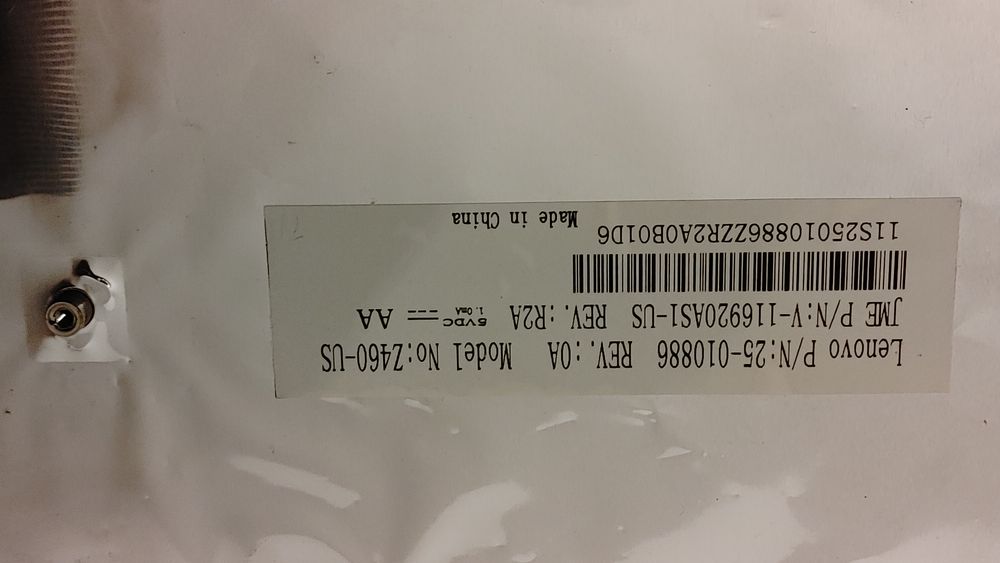 Lenovo P/N:25-010886 REV.:0A Model No:Z460-US
JME P/N:V-116920AS1-US REV.:R2A 5VDC 1.0mA AA
11S25010886ZZR2A0B01D6
Made in China